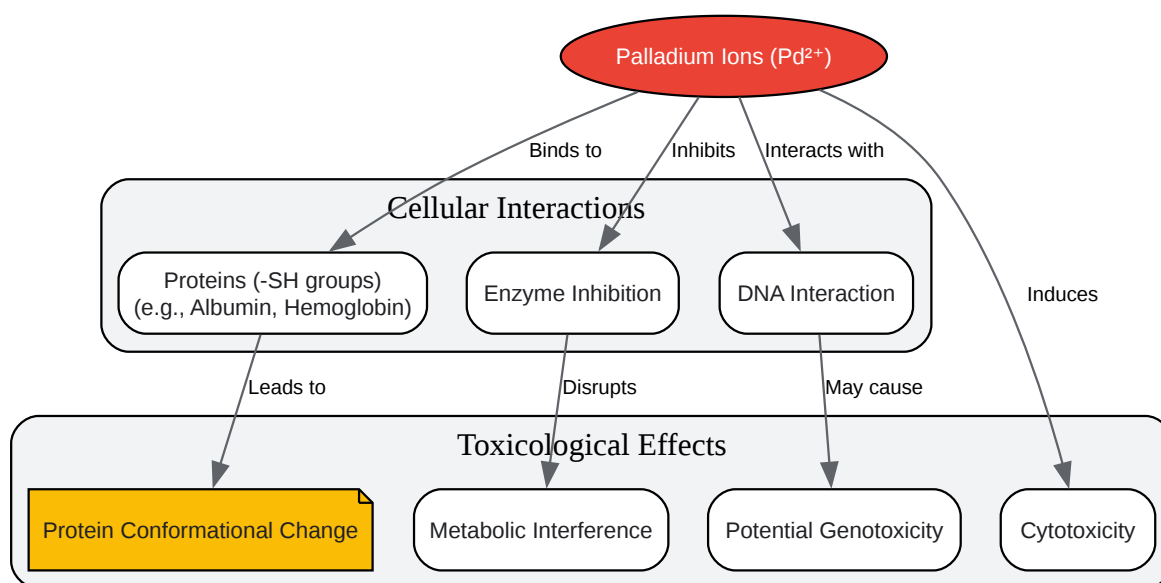 Palladium Ions (Pd²⁺)
Binds to
Inhibits
Interacts with
Cellular Interactions
Proteins (-SH groups)
(e.g., Albumin, Hemoglobin)
Enzyme Inhibition
DNA Interaction
Induces
Leads to
Disrupts
May cause
Toxicological Effects
Protein Conformational Change
Metabolic Interference
Potential Genotoxicity
Cytotoxicity